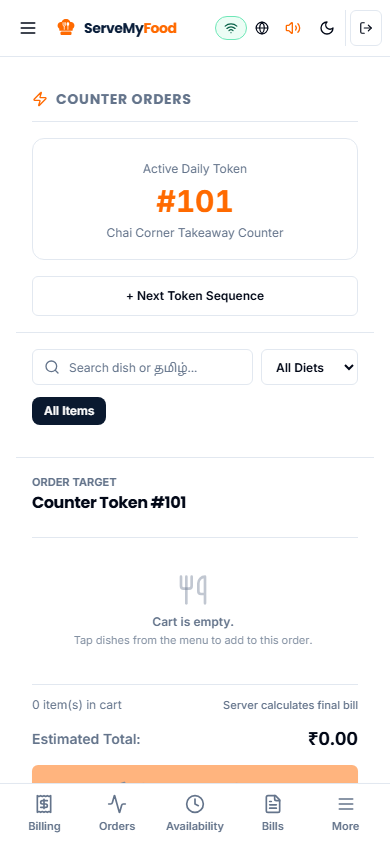 ServeMyFood
COUNTER ORDERS
Active Daily Token
#101
Chai Corner Takeaway Counter
+ Next Token Sequence
Search dish or தமிழ்...
All Diets
All Items
ORDER TARGET
Counter Token #101
Cart is empty.
Tap dishes from the menu to add to this order.
0 item(s) in cart
Server calculates final bill
Estimated Total:
₹0.00
Billing
Orders
Availability
Bills
More